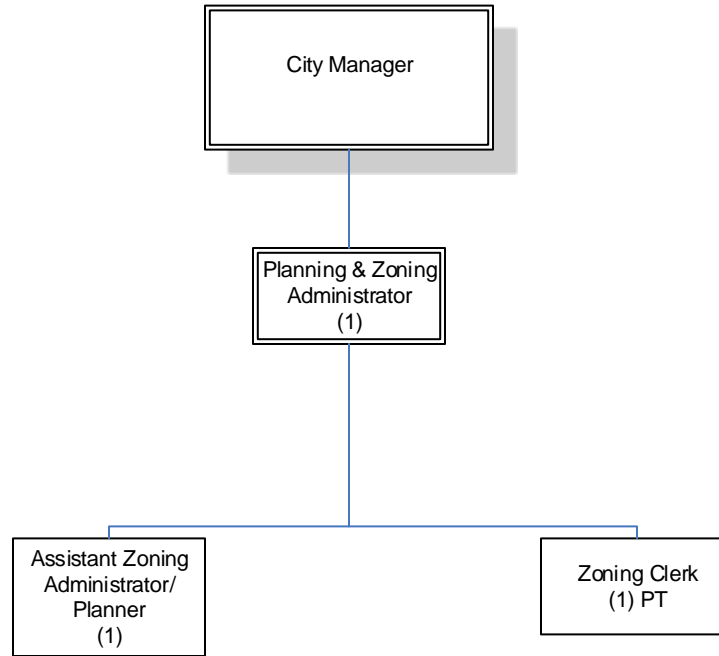 City Manager
Planning & Zoning
Administrator
(1)
Assistant Zoning
Administrator/
Planner
(1)
Zoning Clerk
(1) PT